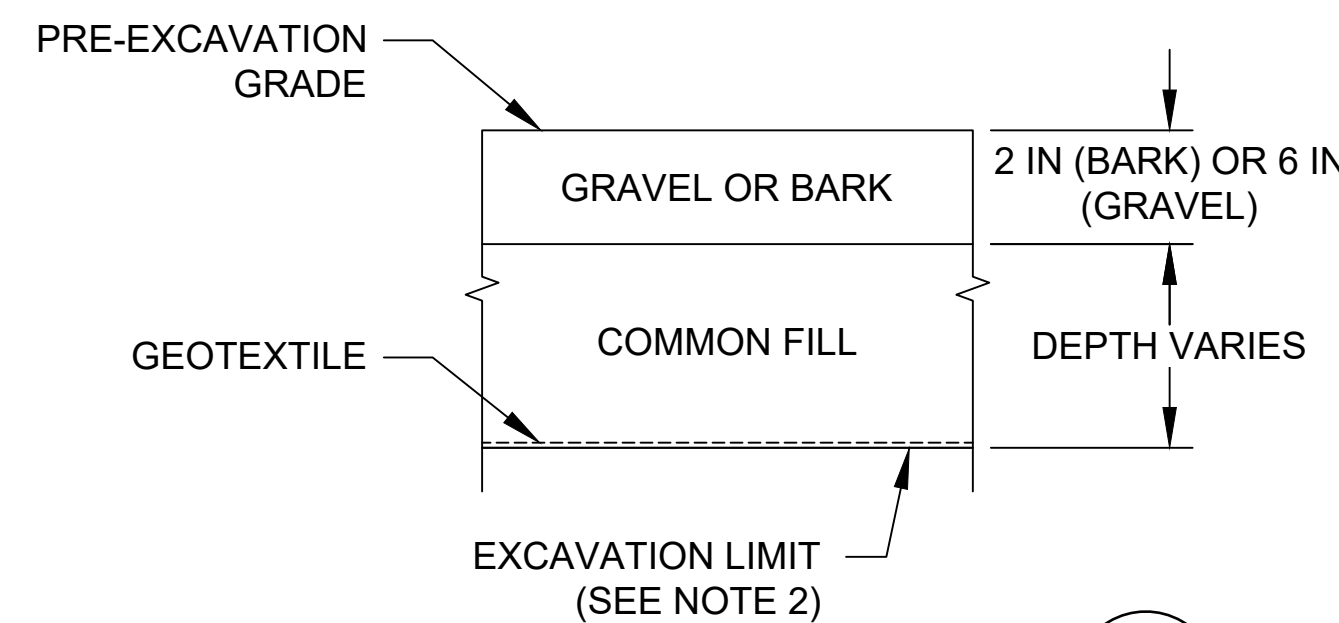 PRE-EXCAVATION
GRADE
GRAVEL OR BARK
2 IN (BARK) OR 6 IN
(GRAVEL)
COMMON FILL
GEOTEXTILE
DEPTH VARIES
EXCAVATION LIMIT
(SEE NOTE 2)